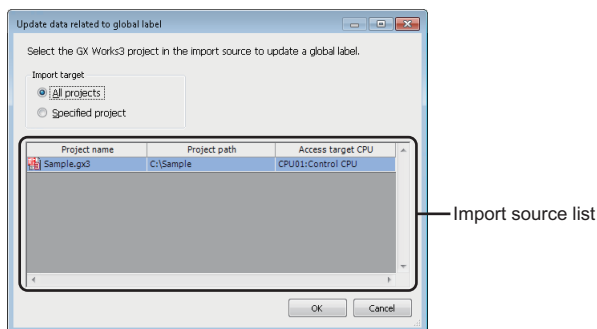 Update data related to global label
Select the GX Works3 project in the import source to update a global label.
Import target
All projects
Specified project
Project name Project path Access target CPU
Sample.gx3 C:\Sample CPU01:Control CPU
Import source list
OK Cancel